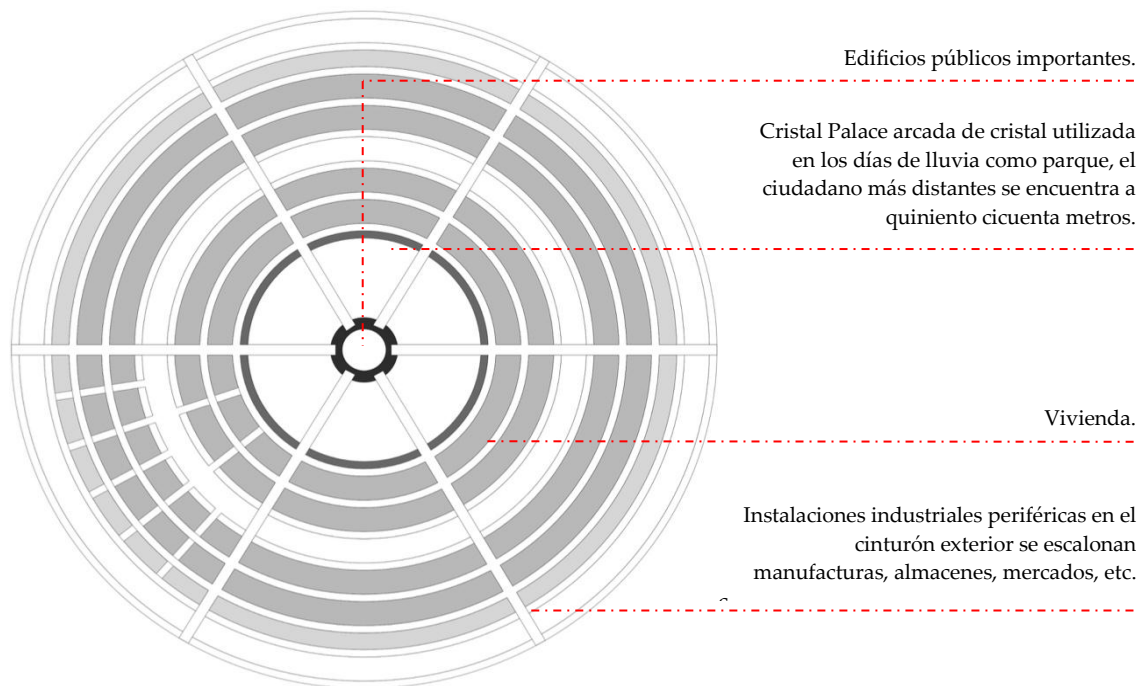 Edificios públicos importantes.
Cristal Palace arcada de cristal utilizada
en los días de lluvia como parque, el
ciudadano más distantes se encuentra a
quiniento cicuenta metros.
Vivienda.
Instalaciones industriales periféricas en el
cinturón exterior se escalonan
manufacturas, almacenes, mercados, etc.